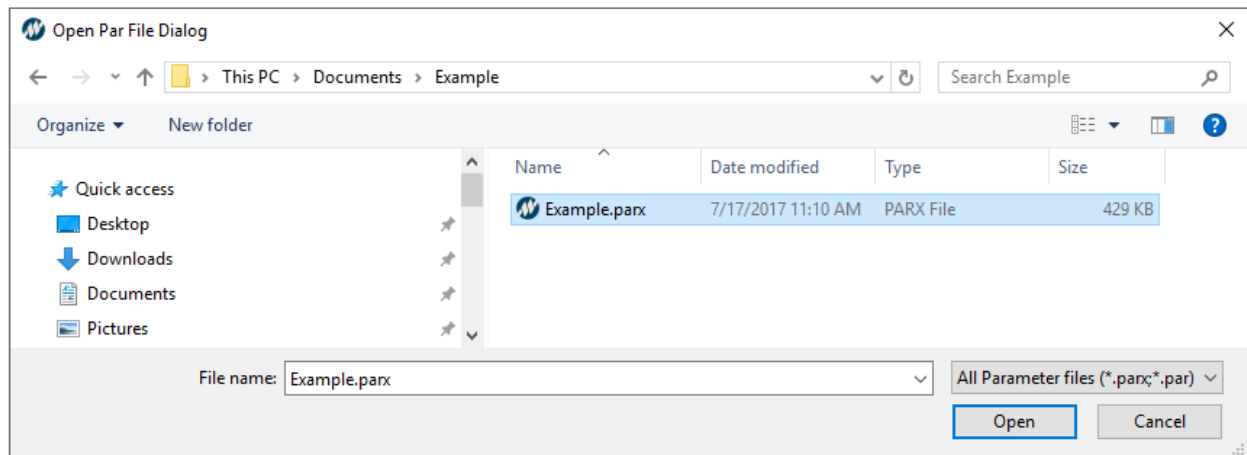 Open Par File Dialog
This PC > Documents > Example
Search Example
Organize
New folder
?
Name
Date modified
Type
Size
Quick access
Desktop
Downloads
Documents
Pictures
Example.parx
7/17/2017 11:10 AM
PARX File
429 KB
File name:
Example.parx
All Parameter files (*.parx;*.par)
Open
Cancel